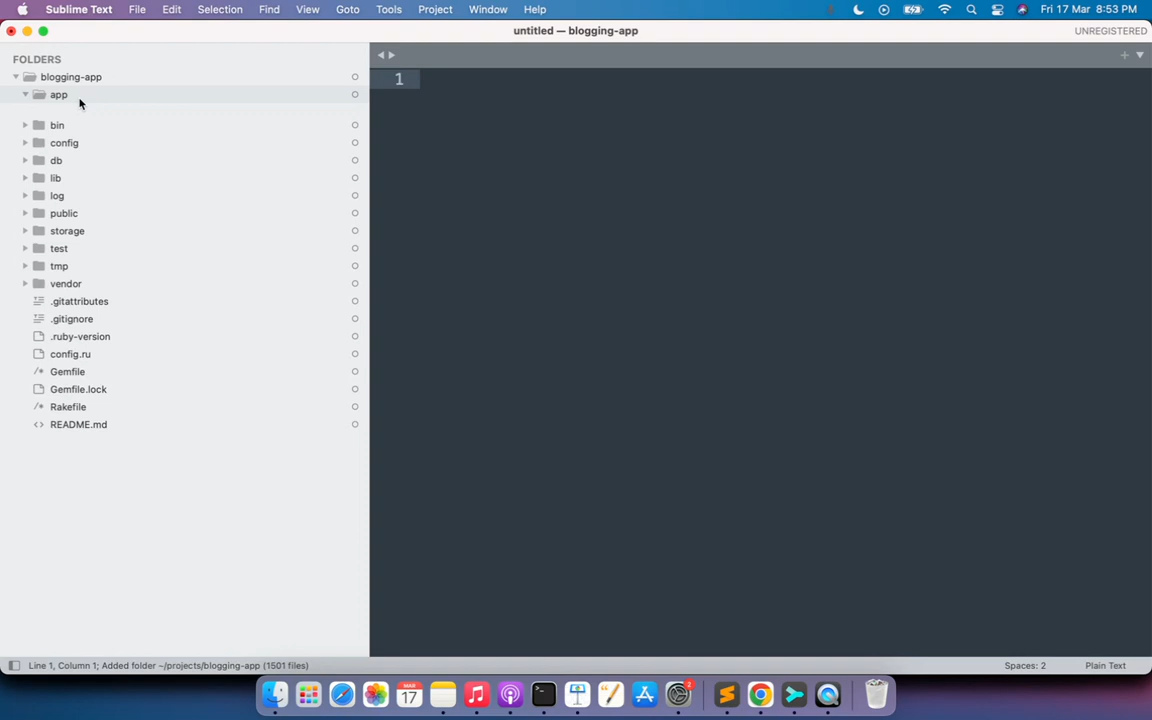 Sublime Text File Edit Selection Find View Goto Tools Project Window Help Fri 17 Mar 8:53 PM
untitled — blogging-app UNREGISTERED
FOLDERS
blogging-app
app
1
bin
config
db
lib
log
public
storage
test
tmp
vendor
.gitattributes
.gitignore
.ruby-version
config.ru
Gemfile
Gemfile.lock
Rakefile
README.md
Line 1, Column 1; Added folder ~/projects/blogging-app (1501 files) Spaces: 2 Plain Text
MAR
17
2